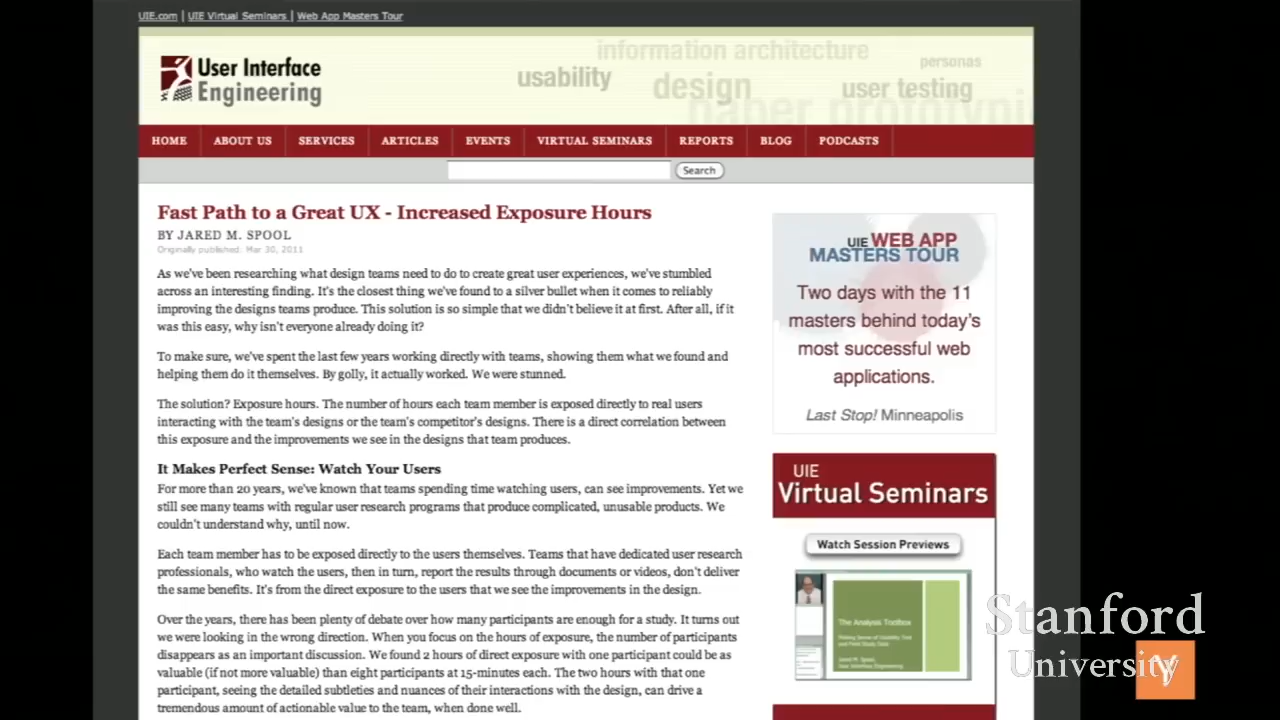 UIE.com | UIE Virtual Seminars | Web App Masters Tour
User Interface
Engineering
information architecture
personas
usability
design
user testing
paper prototypi
HOME ABOUT US SERVICES ARTICLES EVENTS VIRTUAL SEMINARS REPORTS BLOG PODCASTS
Search
Fast Path to a Great UX - Increased Exposure Hours
BY JARED M. SPOOL
Originally published: Mar 30, 2011
As we've been researching what design teams need to do to create great user experiences, we've stumbled
across an interesting finding. It's the closest thing we've found to a silver bullet when it comes to reliably
improving the designs teams produce. This solution is so simple that we didn't believe it at first. After all, if it
was this easy, why isn't everyone already doing it?
To make sure, we've spent the last few years working directly with teams, showing them what we found and
helping them do it themselves. By golly, it actually worked. We were stunned.
The solution? Exposure hours. The number of hours each team member is exposed directly to real users
interacting with the team's designs or the team's competitor's designs. There is a direct correlation between
this exposure and the improvements we see in the designs that team produces.
It Makes Perfect Sense: Watch Your Users
For more than 20 years, we've known that teams spending time watching users, can see improvements. Yet we
still see many teams with regular user research programs that produce complicated, unusable products. We
couldn't understand why, until now.
Each team member has to be exposed directly to the users themselves. Teams that have dedicated user research
professionals, who watch the users, then in turn, report the results through documents or videos, don't deliver
the same benefits. It's from the direct exposure to the users that we see the improvements in the design.
Over the years, there has been plenty of debate over how many participants are enough for a study. It turns out
we were looking in the wrong direction. When you focus on the hours of exposure, the number of participants
disappears as an important discussion. We found 2 hours of direct exposure with one participant could be as
valuable (if not more valuable) than eight participants at 15-minutes each. The two hours with that one
participant, seeing the detailed subtleties and nuances of their interactions with the design, can drive a
tremendous amount of actionable value to the team, when done well.
UIE WEB APP
MASTERS TOUR
Two days with the 11
masters behind today's
most successful web
applications.
Last Stop! Minneapolis
UIE
Virtual Seminars
Watch Session Previews
The Analysis Toolbox
Stanford
University
Y